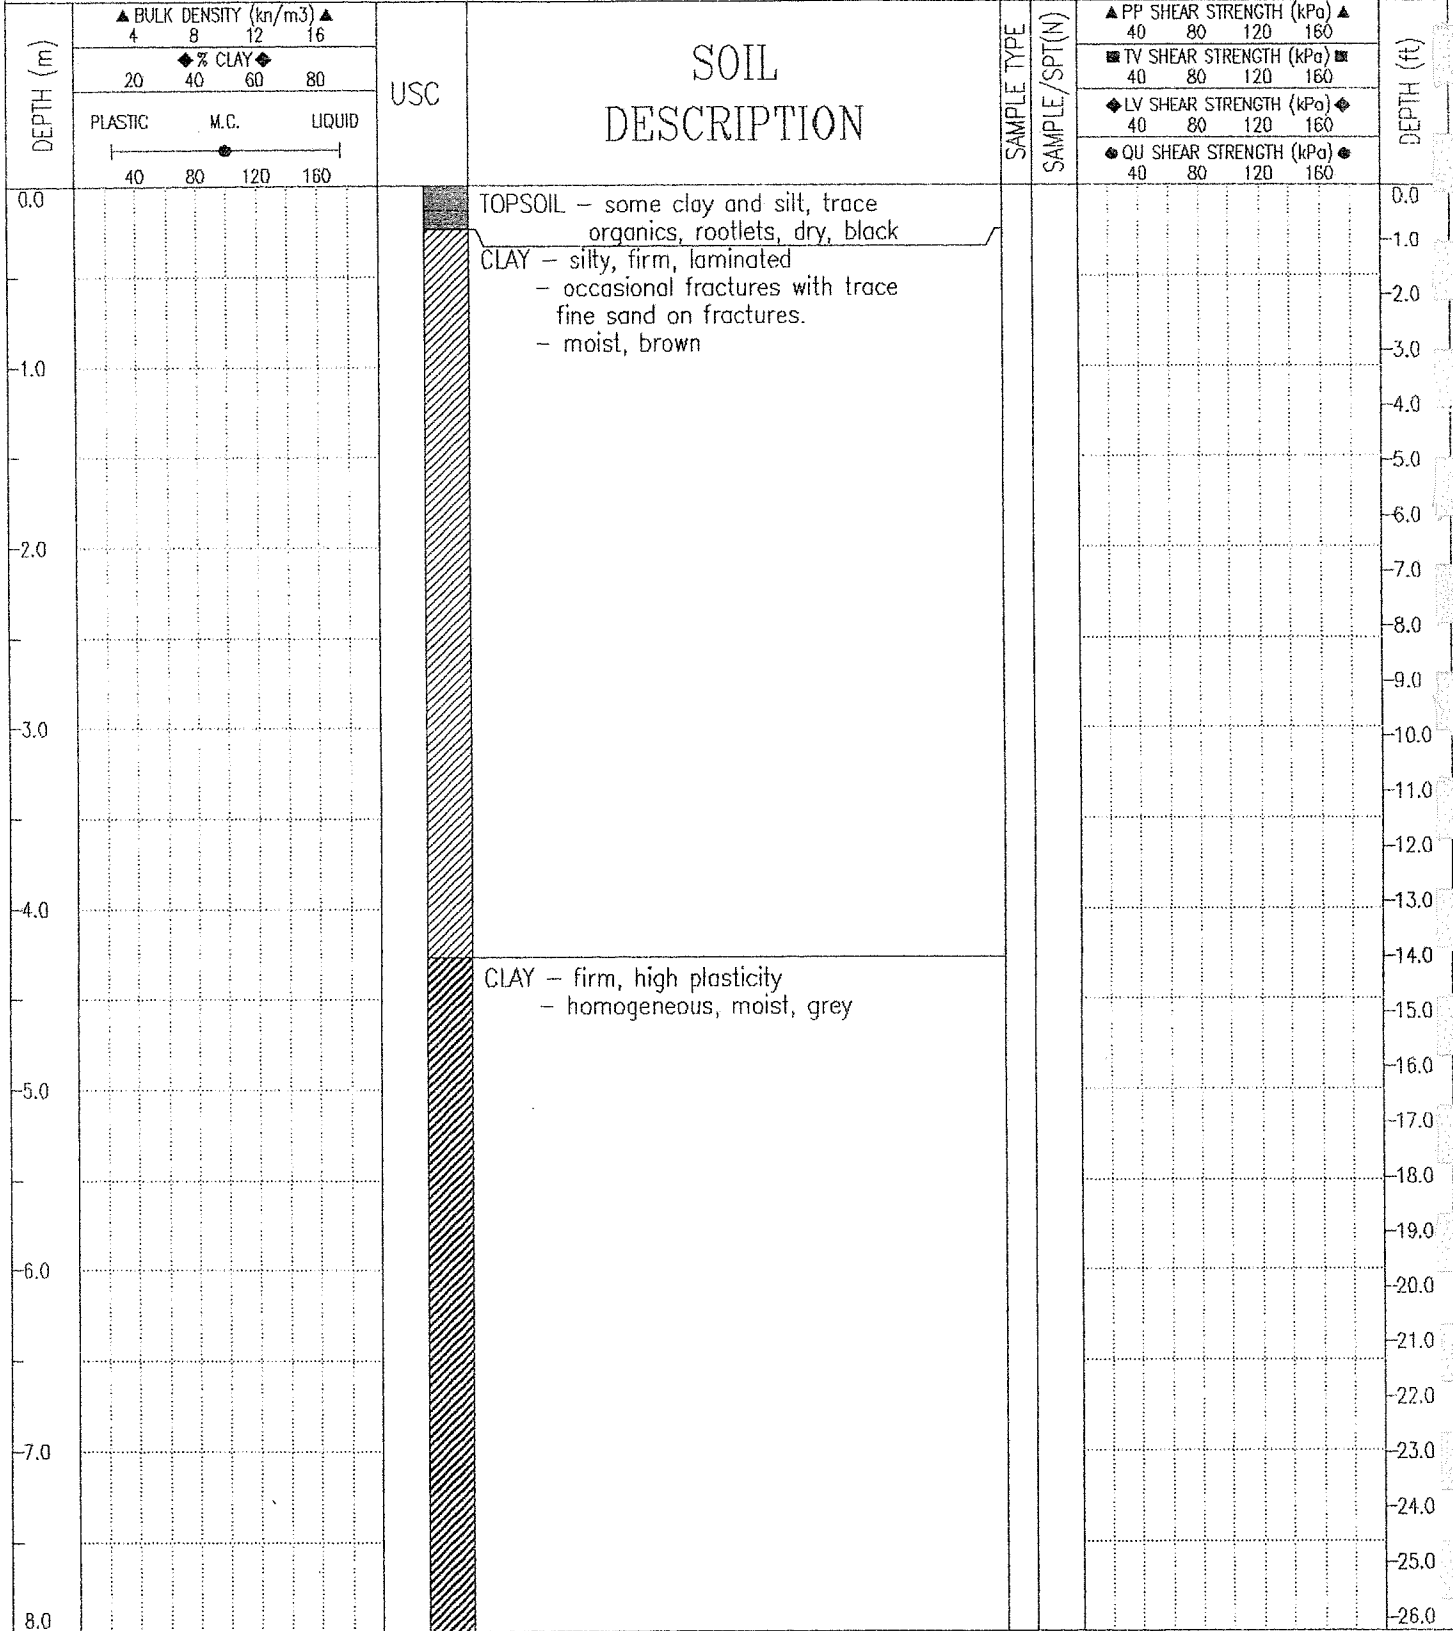 DEPTH (m)
▲ BULK DENSITY (kn/m3) ▲
4 8 12 16
◆ % CLAY ◆
20 40 60 80
PLASTIC M.C. LIQUID
40 80 120 160
USC
SOIL
DESCRIPTION
SAMPLE TYPE
SAMPLE/SPT(N)
▲ PP SHEAR STRENGTH (kPa) ▲
40 80 120 160
■ TV SHEAR STRENGTH (kPa) ■
40 80 120 160
◆ LV SHEAR STRENGTH (kPa) ◆
40 80 120 160
● QU SHEAR STRENGTH (kPa) ●
40 80 120 160
DEPTH (ft)
0.0
-1.0
-2.0
-3.0
-4.0
-5.0
-6.0
-7.0
8.0
TOPSOIL – some clay and silt, trace
organics, rootlets, dry, black
CLAY – silty, firm, laminated
– occasional fractures with trace
fine sand on fractures.
– moist, brown
CLAY – firm, high plasticity
– homogeneous, moist, grey
0.0
-1.0
-2.0
-3.0
-4.0
-5.0
-6.0
-7.0
-8.0
-9.0
-10.0
-11.0
-12.0
-13.0
-14.0
-15.0
-16.0
-17.0
-18.0
-19.0
-20.0
-21.0
-22.0
-23.0
-24.0
-25.0
-26.0